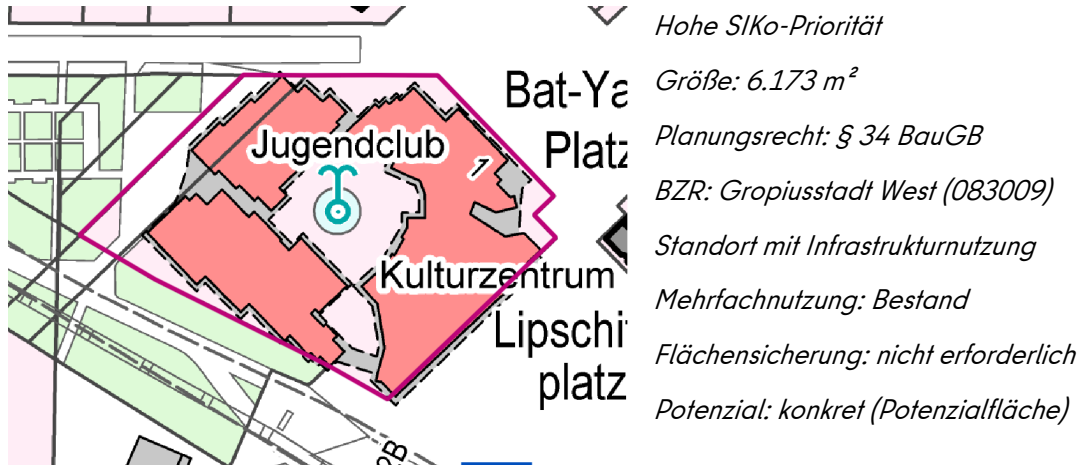 Hohe SIKo-Priorität
Größe: 6.173 m²
Planungsrecht: § 34 BauGB
BZR: Gropiusstadt West (083009)
Standort mit Infrastrukturnutzung
Mehrfachnutzung: Bestand
Flächensicherung: nicht erforderlich
Potenzial: konkret (Potenzialfläche)
Bat-Ya
Platz
Jugendclub
1
Kulturzentrum
Lipschi
platz
2B